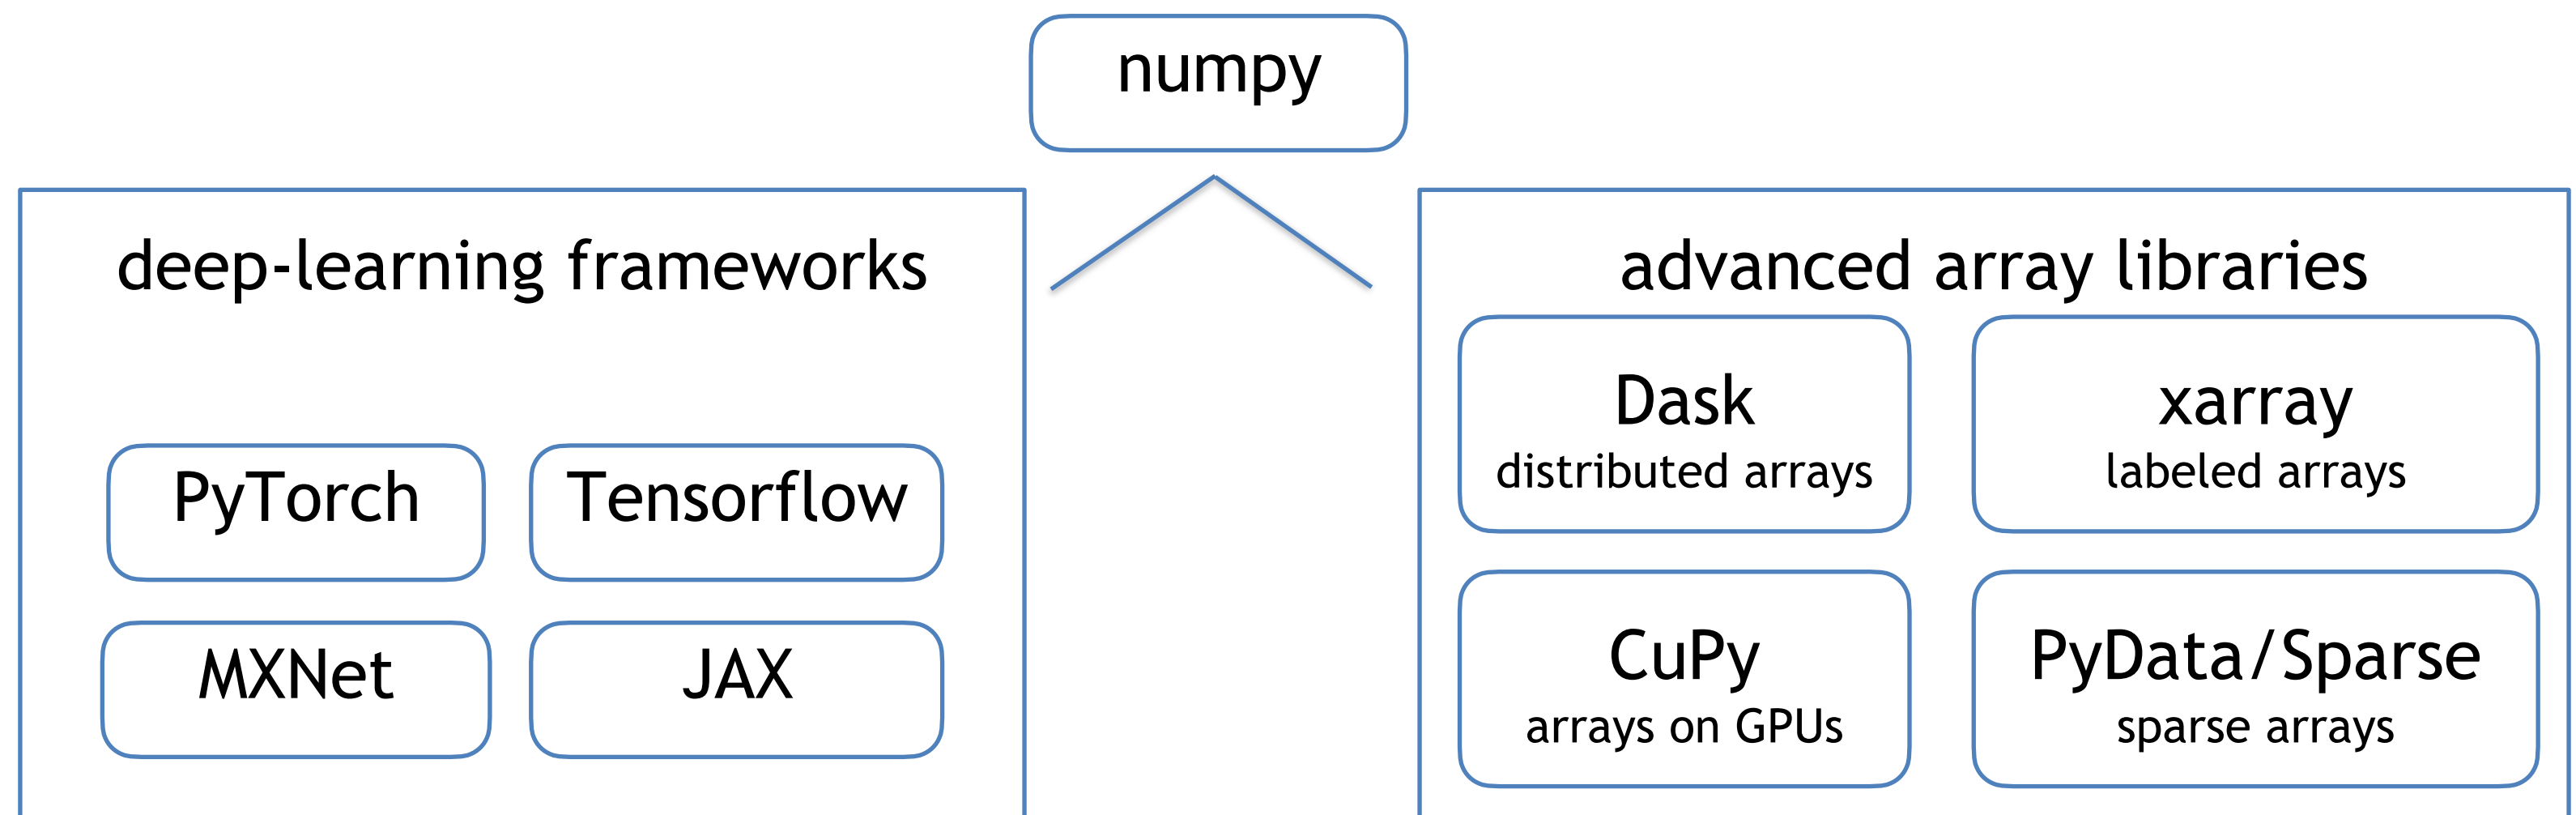 numpy
deep-learning frameworks
PyTorch
Tensorflow
MXNet
JAX
advanced array libraries
Dask
distributed arrays
xarray
labeled arrays
CuPy
arrays on GPUs
PyData/Sparse
sparse arrays